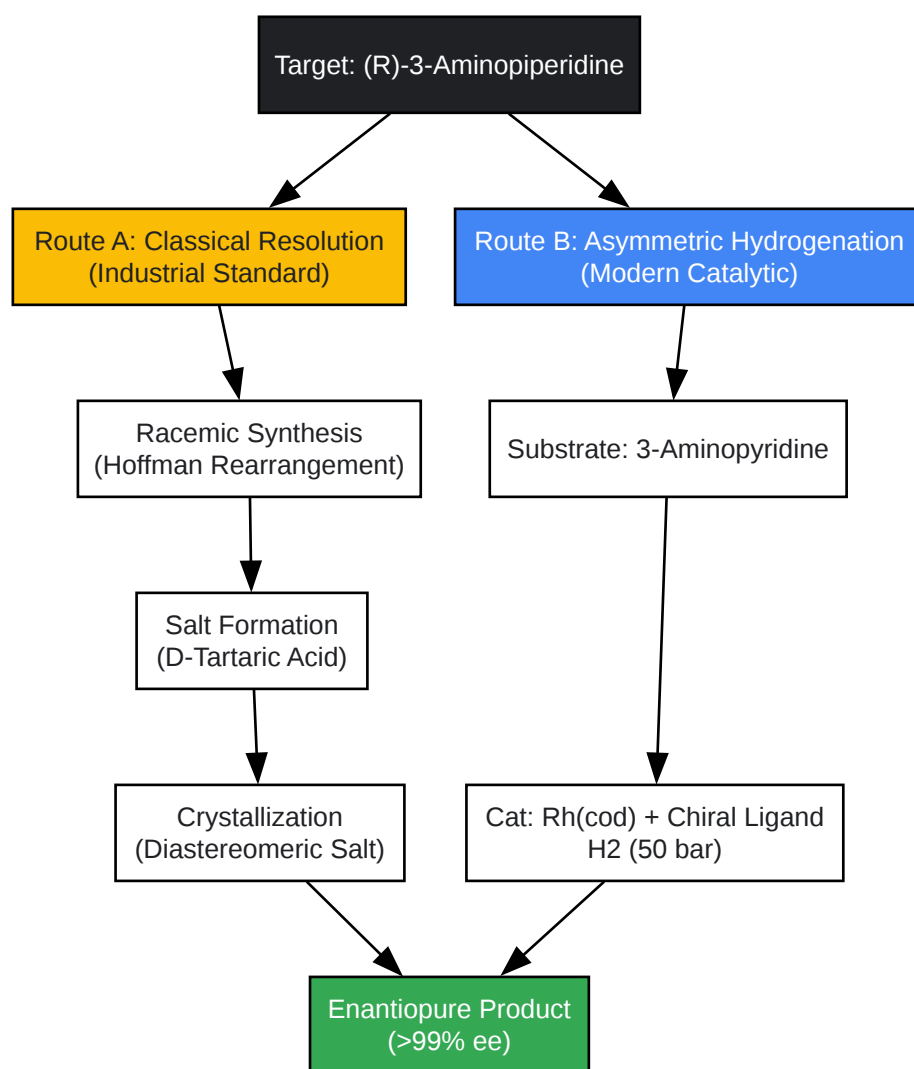 Target: (R)-3-Aminopiperidine
Route A: Classical Resolution
(Industrial Standard)
Route B: Asymmetric Hydrogenation
(Modern Catalytic)
Racemic Synthesis
(Hoffman Rearrangement)
Substrate: 3-Aminopyridine
Salt Formation
(D-Tartaric Acid)
Crystallization
(Diastereomeric Salt)
Cat: Rh(cod) + Chiral Ligand
H2 (50 bar)
Enantiopure Product
(>99% ee)